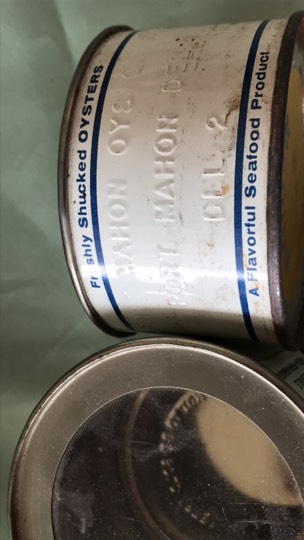 Freshly Shucked OYSTERS
MAHON OYS
PORT MAHON DEL
DEL 2
A Flavorful Seafood Product